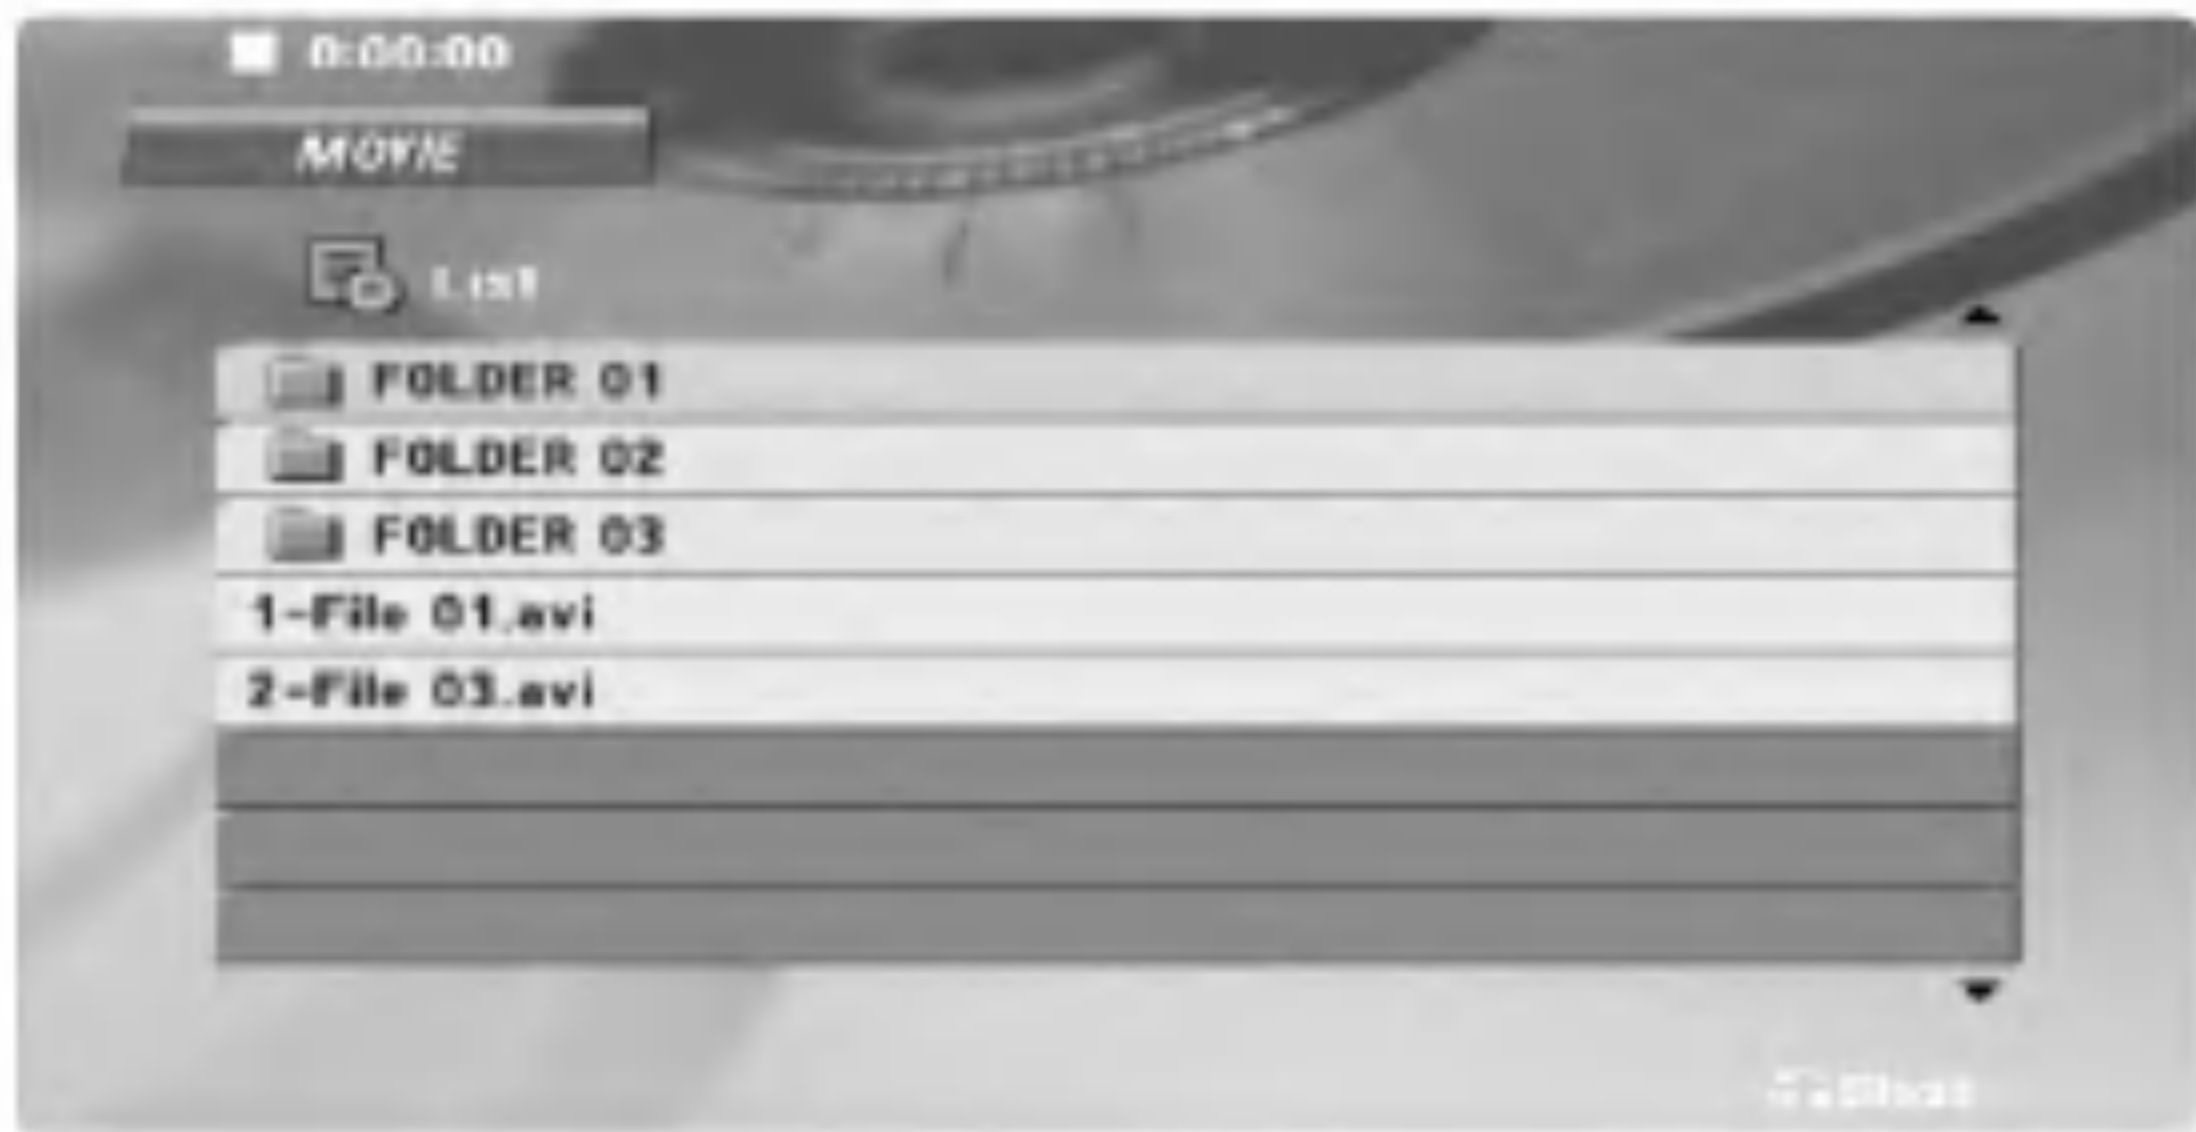 0:00:00
MOVIE
List
FOLDER 01
FOLDER 02
FOLDER 03
1-File 01.avi
2-File 03.avi